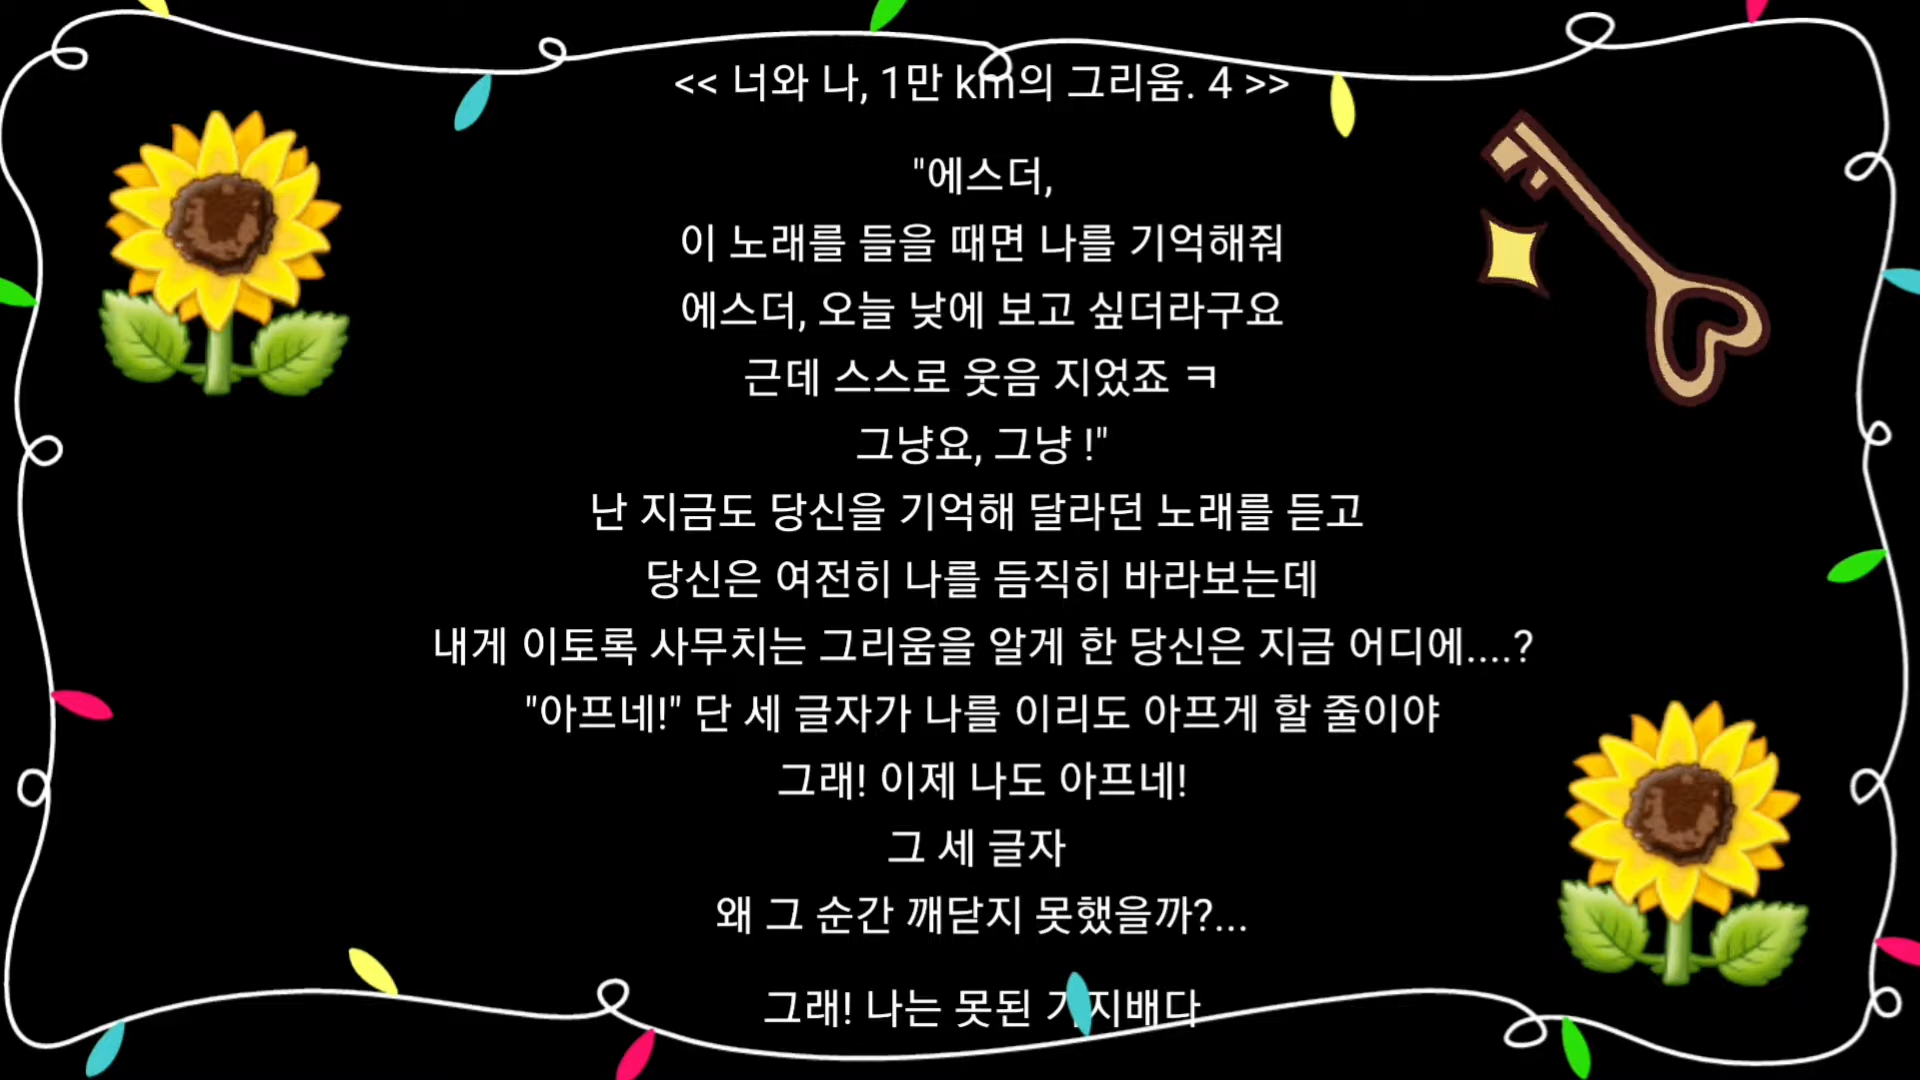 << 너와 나, 1만 km의 그리움. 4 >>
"에스더,
이 노래를 들을 때면 나를 기억해줘
에스더, 오늘 낮에 보고 싶더라구요
근데 스스로 웃음 지었죠 ㅋ
그냥요, 그냥 !"
난 지금도 당신을 기억해 달라던 노래를 듣고
당신은 여전히 나를 듬직히 바라보는데
내게 이토록 사무치는 그리움을 알게 한 당신은 지금 어디에....?
"아프네!" 단 세 글자가 나를 이리도 아프게 할 줄이야
그래! 이제 나도 아프네!
그 세 글자
왜 그 순간 깨닫지 못했을까?...
그래! 나는 못된 기지배다